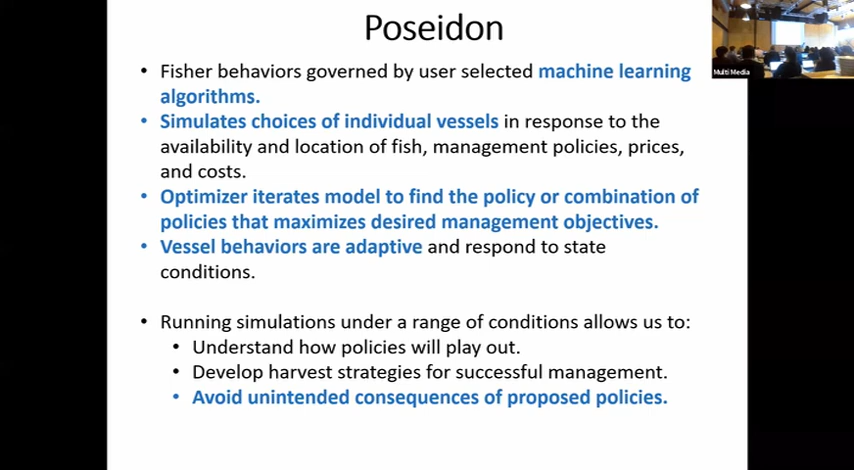 Poseidon
• Fisher behaviors governed by user selected machine learning
algorithms.
• Simulates choices of individual vessels in response to the
availability and location of fish, management policies, prices,
and costs.
• Optimizer iterates model to find the policy or combination of
policies that maximizes desired management objectives.
• Vessel behaviors are adaptive and respond to state
conditions.
• Running simulations under a range of conditions allows us to:
• Understand how policies will play out.
• Develop harvest strategies for successful management.
• Avoid unintended consequences of proposed policies.
Multi Media